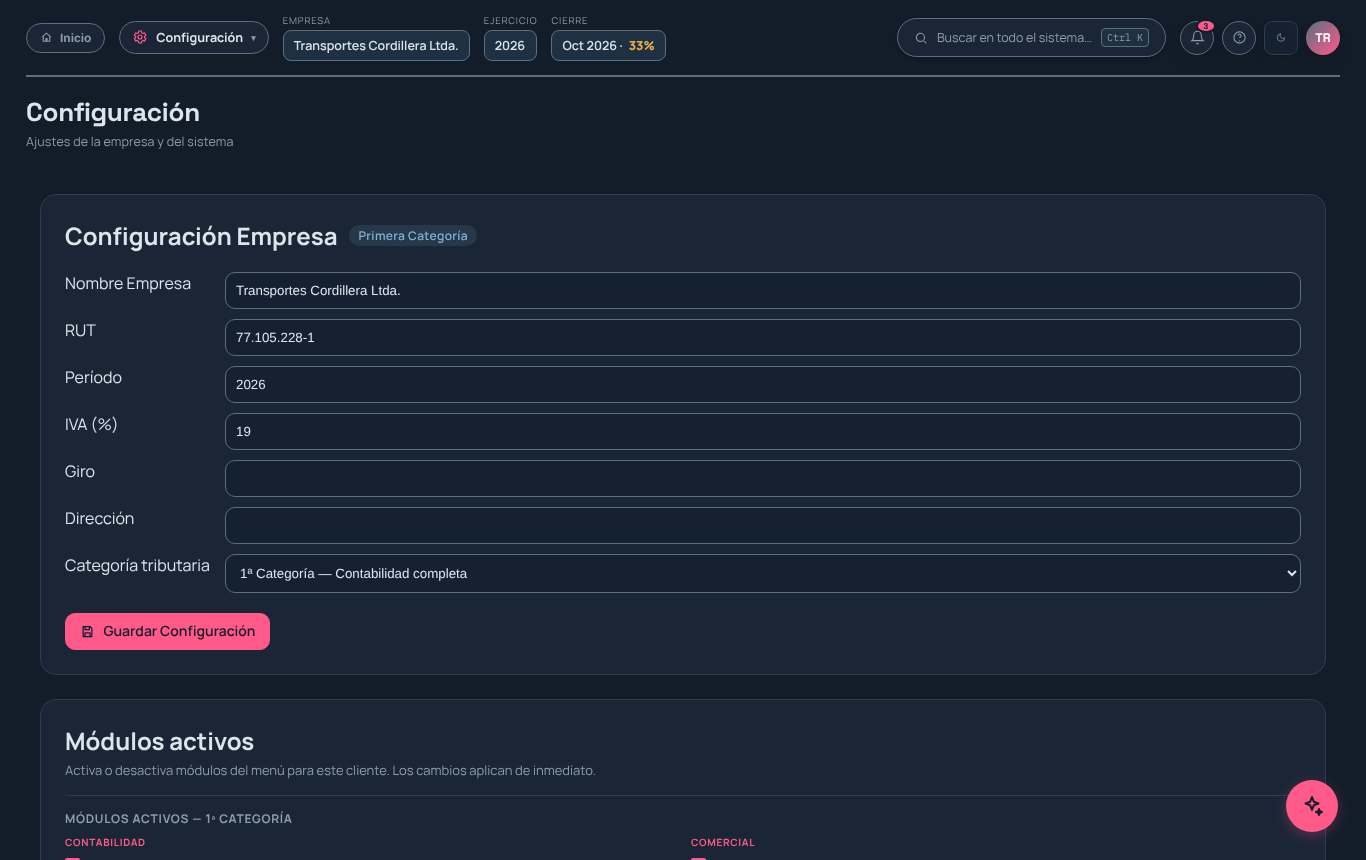 EMPRESA
EJERCICIO
CIERRE
Inicio
Configuración ▾
Transportes Cordillera Ltda.
2026
Oct 2026 · 33%
Buscar en todo el sistema...
Ctrl K
3
TR
Configuración
Ajustes de la empresa y del sistema
Configuración Empresa
Primera Categoría
Nombre Empresa
Transportes Cordillera Ltda.
RUT
77.105.228-1
Período
2026
IVA (%)
19
Giro
Dirección
Categoría tributaria
1ª Categoría — Contabilidad completa
Guardar Configuración
Módulos activos
Activa o desactiva módulos del menú para este cliente. Los cambios aplican de inmediato.
MÓDULOS ACTIVOS — 1ª CATEGORÍA
CONTABILIDAD
COMERCIAL